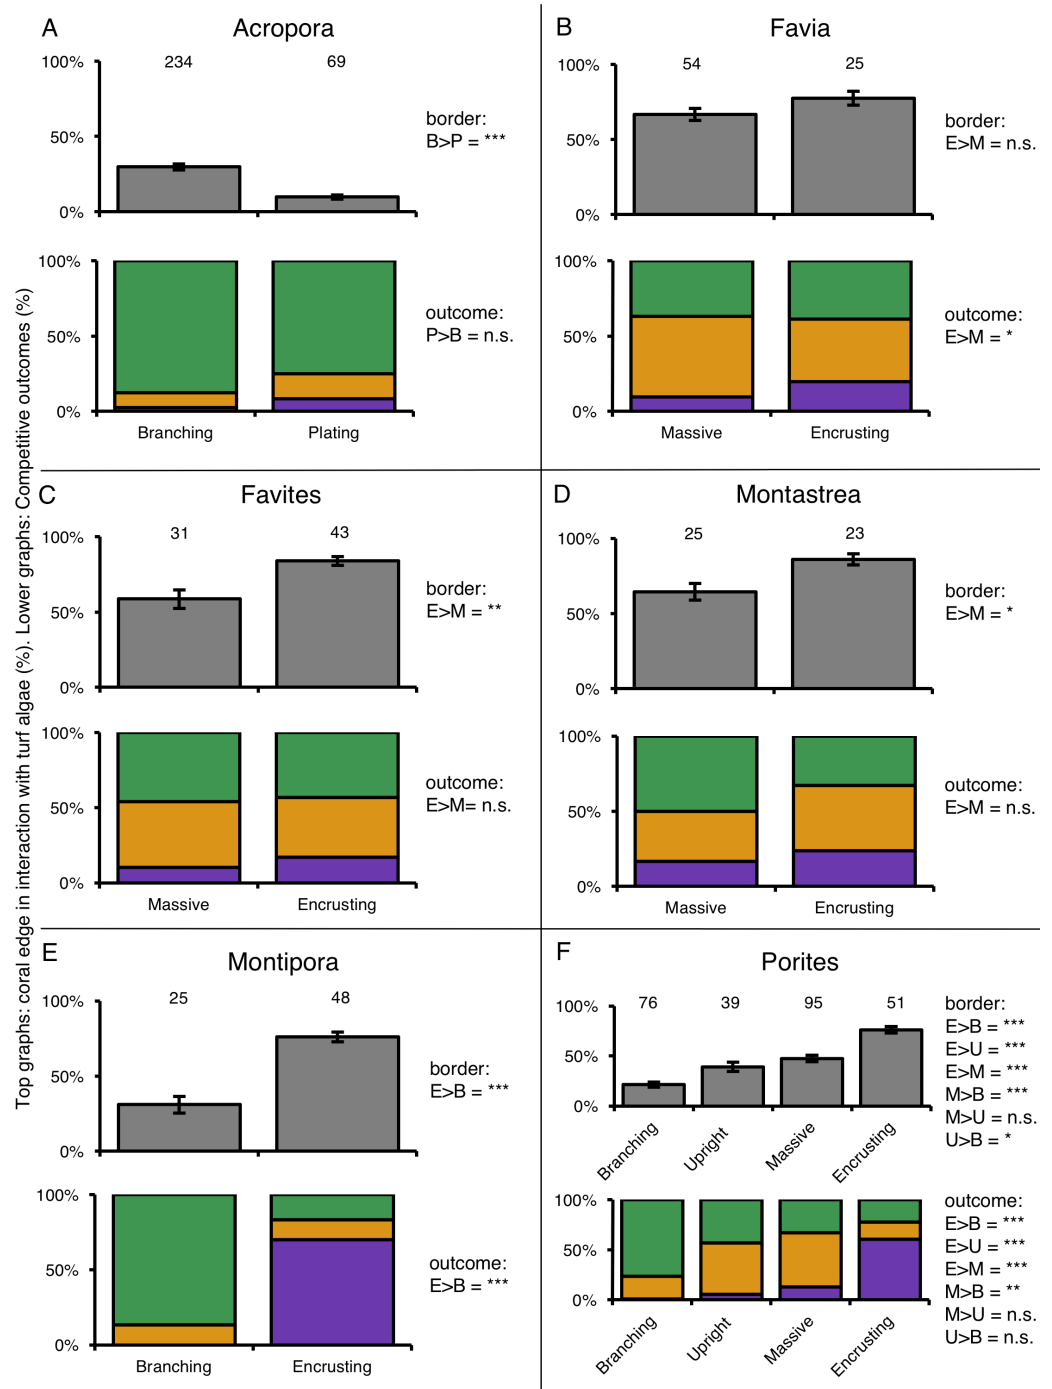 Top graphs: coral edge in interaction with turf algae (%). Lower graphs: Competitive outcomes (%)
A
Acropora
100%
50%
0%
234
69
border:
B>P = ***
100%
50%
0%
outcome:
P>B = n.s.
Branching
Plating
B
Favia
100%
50%
0%
54
25
border:
E>M = n.s.
100%
50%
0%
outcome:
E>M = *
Massive
Encrusting
C
Favites
100%
50%
0%
31
43
border:
E>M = **
100%
50%
0%
outcome:
E>M= n.s.
Massive
Encrusting
D
Montastrea
100%
50%
0%
25
23
border:
E>M = *
100%
50%
0%
outcome:
E>M = n.s.
Massive
Encrusting
E
Montipora
100%
50%
0%
25
48
border:
E>B = ***
100%
50%
0%
outcome:
E>B = ***
Branching
Encrusting
F
Porites
100%
50%
0%
76
39
95
51
border:
E>B = ***
E>U = ***
E>M = ***
M>B = ***
M>U = n.s.
U>B = *
Branching
Upright
Massive
Encrusting
100%
50%
0%
outcome:
E>B = ***
E>U = ***
E>M = ***
M>B = **
M>U = n.s.
U>B = n.s.
Branching
Upright
Massive
Encrusting